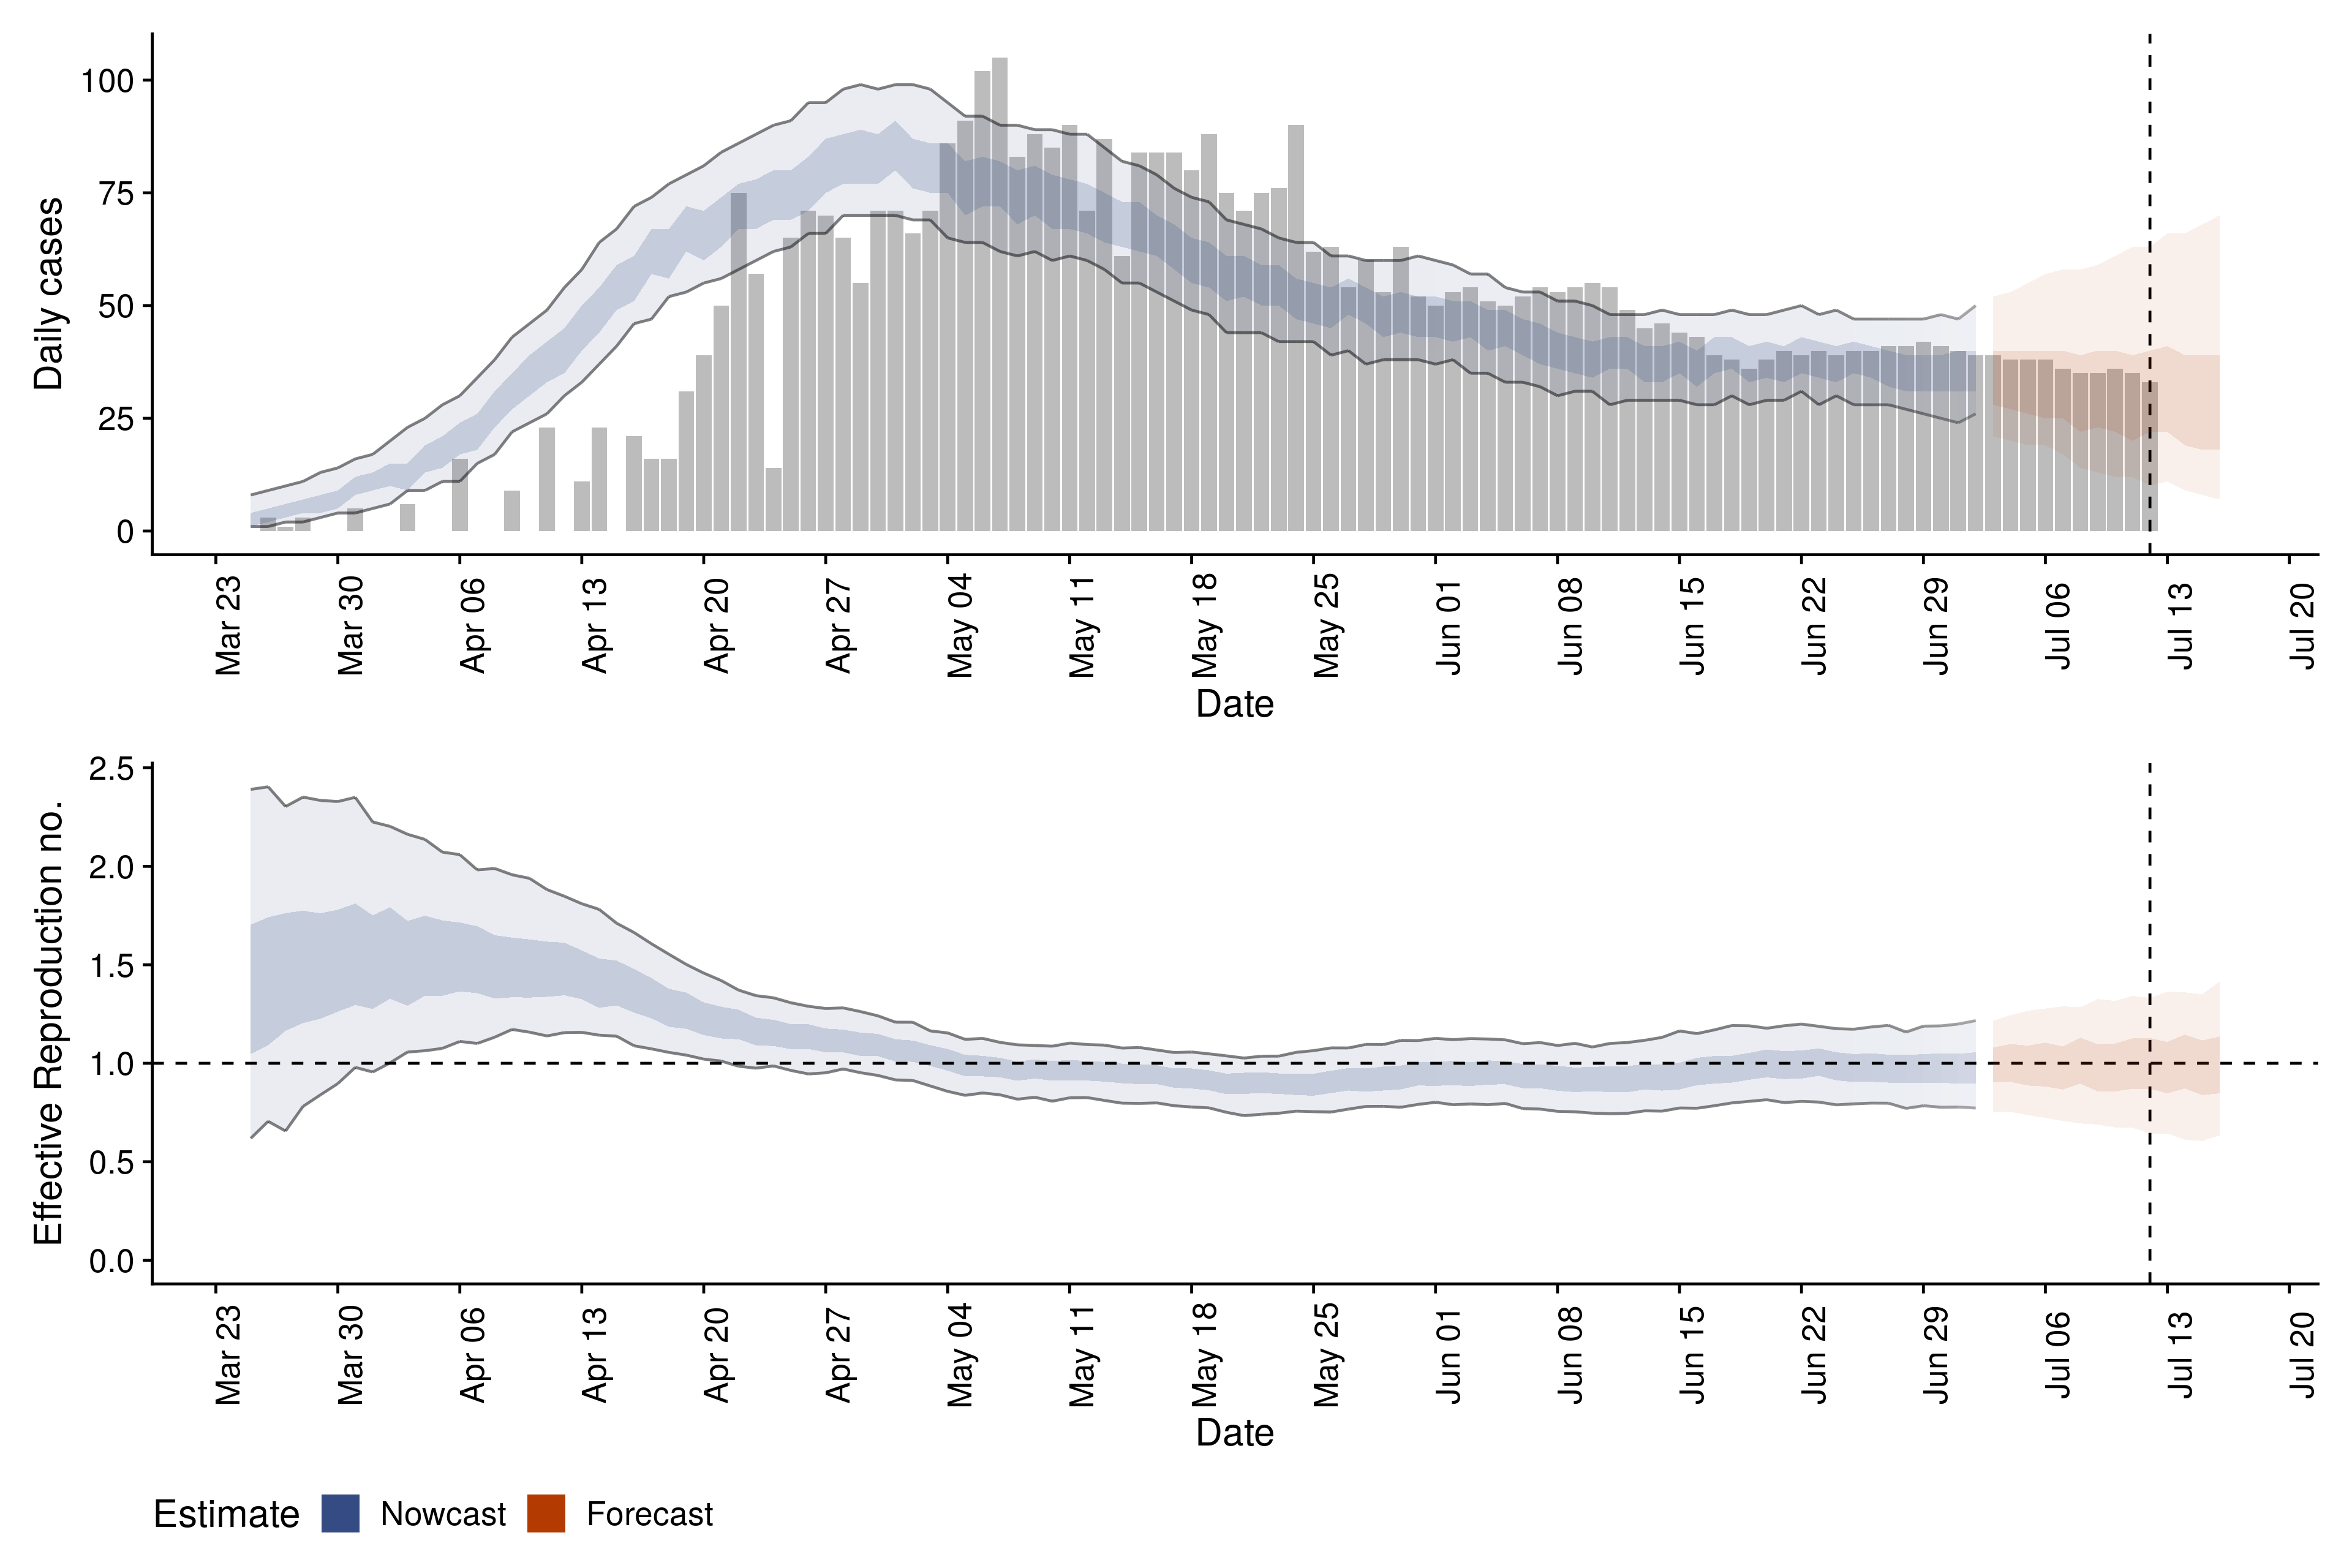 Daily cases
100
75
50
25
0
Mar 23
Mar 30
Apr 06
Apr 13
Apr 20
Apr 27
May 04
May 11
May 18
May 25
Jun 01
Jun 08
Jun 15
Jun 22
Jun 29
Jul 06
Jul 13
Jul 20
Date
Effective Reproduction no.
2.5
2.0
1.5
1.0
0.5
0.0
Mar 23
Mar 30
Apr 06
Apr 13
Apr 20
Apr 27
May 04
May 11
May 18
May 25
Jun 01
Jun 08
Jun 15
Jun 22
Jun 29
Jul 06
Jul 13
Jul 20
Date
Estimate Nowcast Forecast